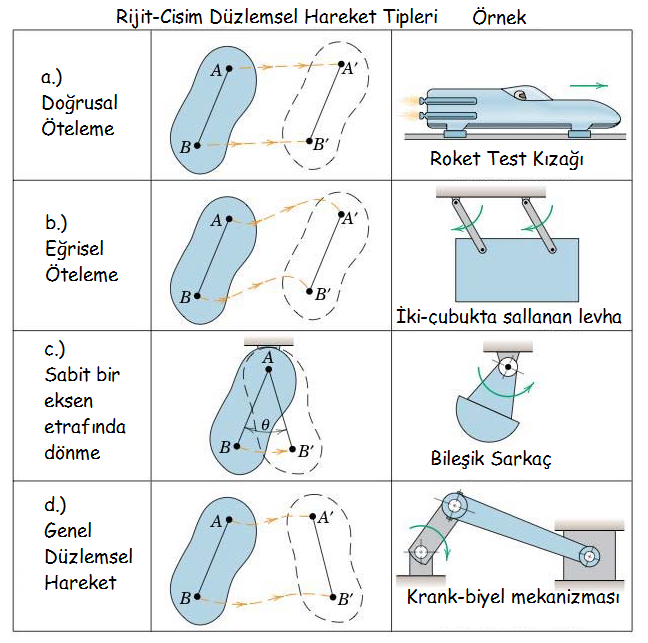 Rijit-Cisim Düzlemsel Hareket Tipleri Örnek
a.)
Doğrusal
Öteleme
A
A'
B
B'
Roket Test Kızağı
b.)
Eğrisel
Öteleme
A
A'
B
B'
İki-çubukta sallanan levha
c.)
Sabit bir
eksen
etrafında
dönme
A
θ
B
B'
Bileşik Sarkaç
d.)
Genel
Düzlemsel
Hareket
A
A'
B
B'
Krank-biyel mekanizması